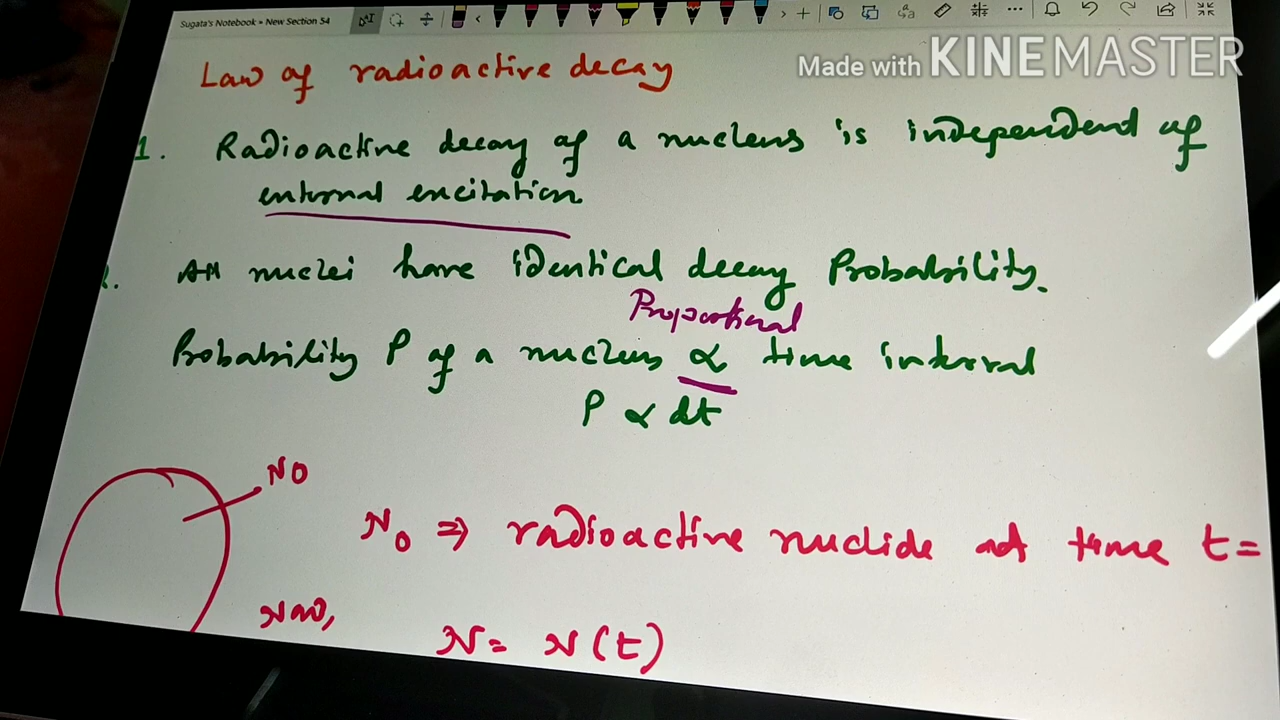 Sugata's Notebook » New Section 54
Made with KINEMASTER
Law of radioactive decay
1. Radioactive decay of a nucleus is independend of
external excitation
2. All nuclei have identical decay Probability.
Proportional
Probability P of a nucleus ∝ time interval
P ∝ dt
N0
N₀ ⇒ radioactive nuclide at time t=
Now,
N = N(t)